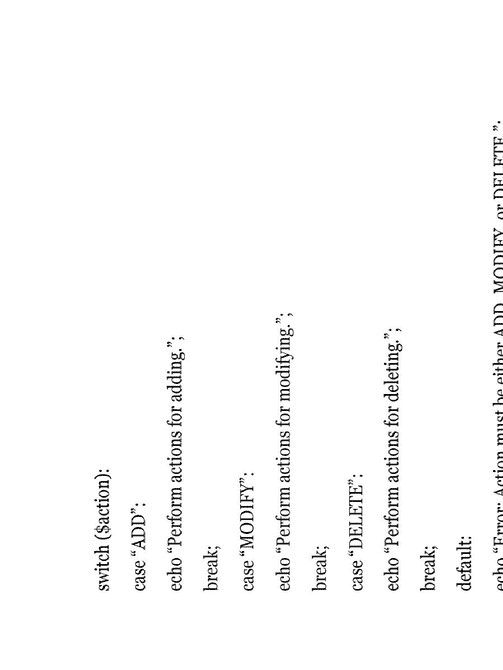 switch ($action):
case “ADD”:
echo “Perform actions for adding.”;
break;
case “MODIFY”:
echo “Perform actions for modifying.”;
break;
case “DELETE”:
echo “Perform actions for deleting.”;
break;
default:
echo “Error: Action must be either ADD, MODIFY, or DELETE.”;